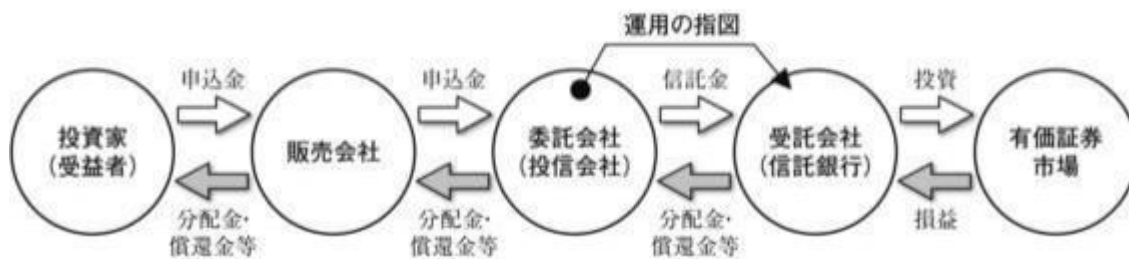 運用の指図
申込金
申込金
信託金
投資
投資家
(受益者)
販売会社
委託会社
(投信会社)
受託会社
(信託銀行)
有価証券
市場
分配金・
償還金等
分配金・
償還金等
分配金・
償還金等
損益